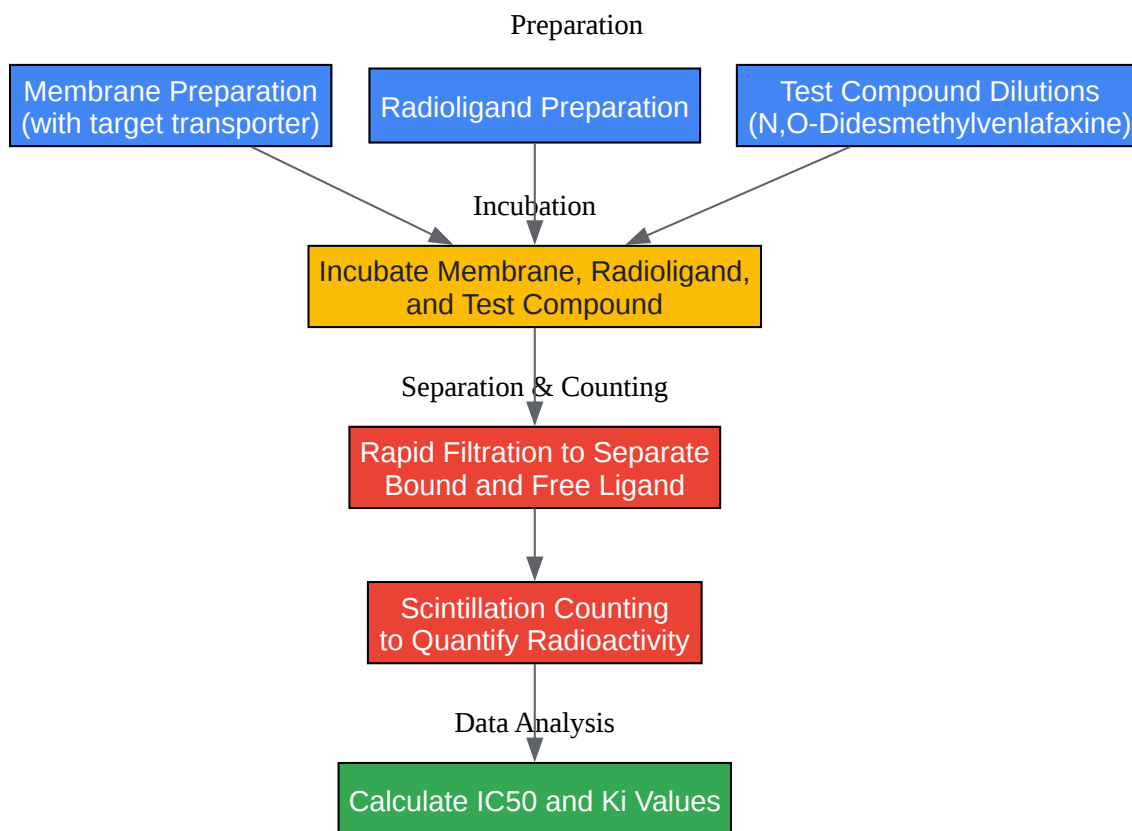 Preparation
Membrane Preparation
(with target transporter)
Radioligand Preparation
Test Compound Dilutions
(N,O-Didesmethylvenlafaxine)
Incubation
Incubate Membrane, Radioligand,
and Test Compound
Separation & Counting
Rapid Filtration to Separate
Bound and Free Ligand
Scintillation Counting
to Quantify Radioactivity
Data Analysis
Calculate IC50 and Ki Values